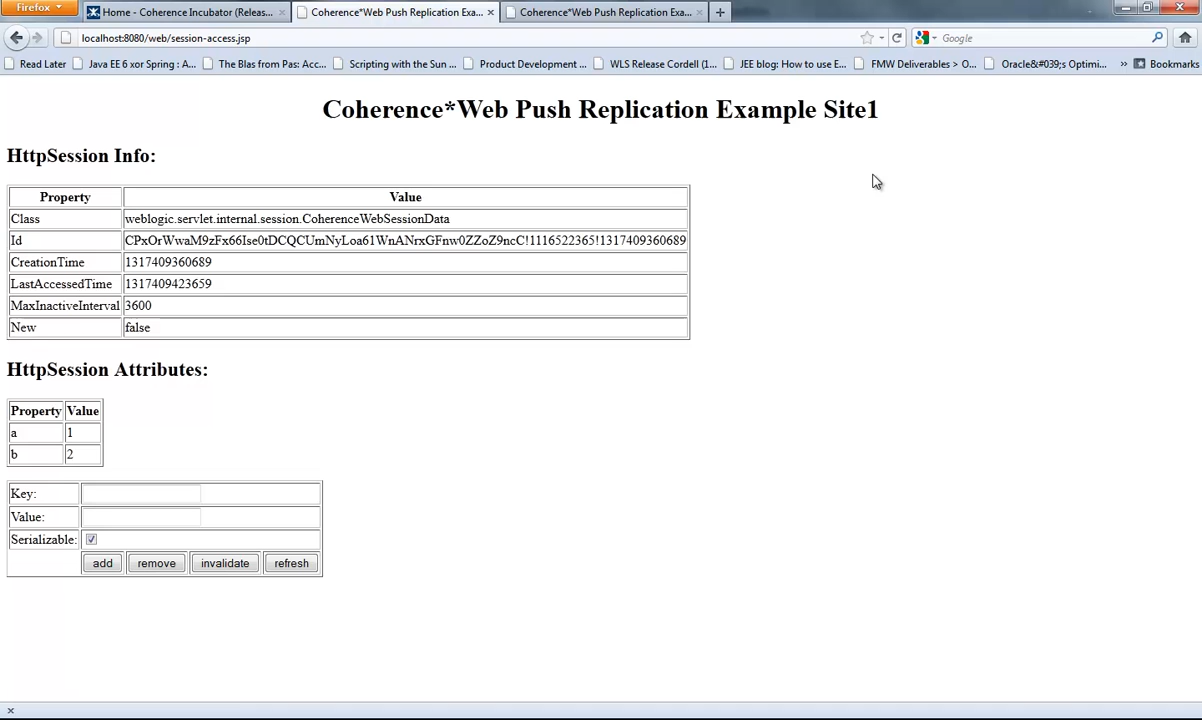 Firefox
Home - Coherence Incubator (Releas...
Coherence*Web Push Replication Exa...
Coherence*Web Push Replication Exa...
localhost:8080/web/session-access.jsp
Google
Read Later
Java EE 6 xor Spring : A...
The Blas from Pas: Acc...
Scripting with the Sun ...
Product Development ...
WLS Release Cordell (1...
JEE blog: How to use E...
FMW Deliverables > O...
Oracle&#039;s Optimi...
Bookmarks
Coherence*Web Push Replication Example Site1
HttpSession Info:
Property Value
Class weblogic.servlet.internal.session.CoherenceWebSessionData
Id CPxOrWwaM9zFx66Ise0tDCQCUmNyLoa61WnANrxGFnw0ZZoZ9ncC!1116522365!1317409360689
CreationTime 1317409360689
LastAccessedTime 1317409423659
MaxInactiveInterval 3600
New false
HttpSession Attributes:
Property Value
a 1
b 2
Key:
Value:
Serializable:
add remove invalidate refresh